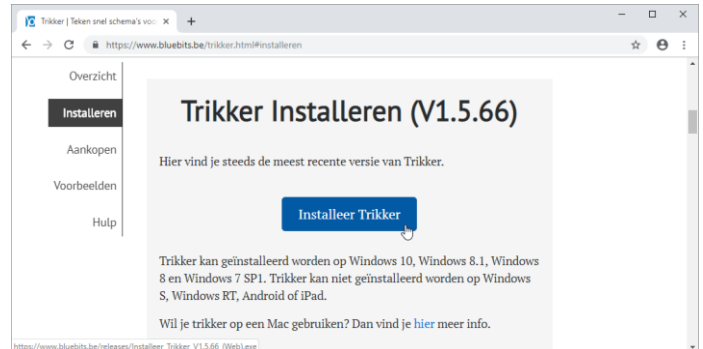 Trikker | Teken snel schema's voo
https://www.bluebits.be/trikker.html#installeren
Overzicht
Installeren
Aankopen
Voorbeelden
Hulp
Trikker Installeren (V1.5.66)
Hier vind je steeds de meest recente versie van Trikker.
Installeer Trikker
Trikker kan geïnstalleerd worden op Windows 10, Windows 8.1, Windows
8 en Windows 7 SP1. Trikker kan niet geïnstalleerd worden op Windows
S, Windows RT, Android of iPad.
Wil je trikker op een Mac gebruiken? Dan vind je hier meer info.
https://www.bluebits.be/releases/Installeer_Trikker_V1.5.66_(Web).exe